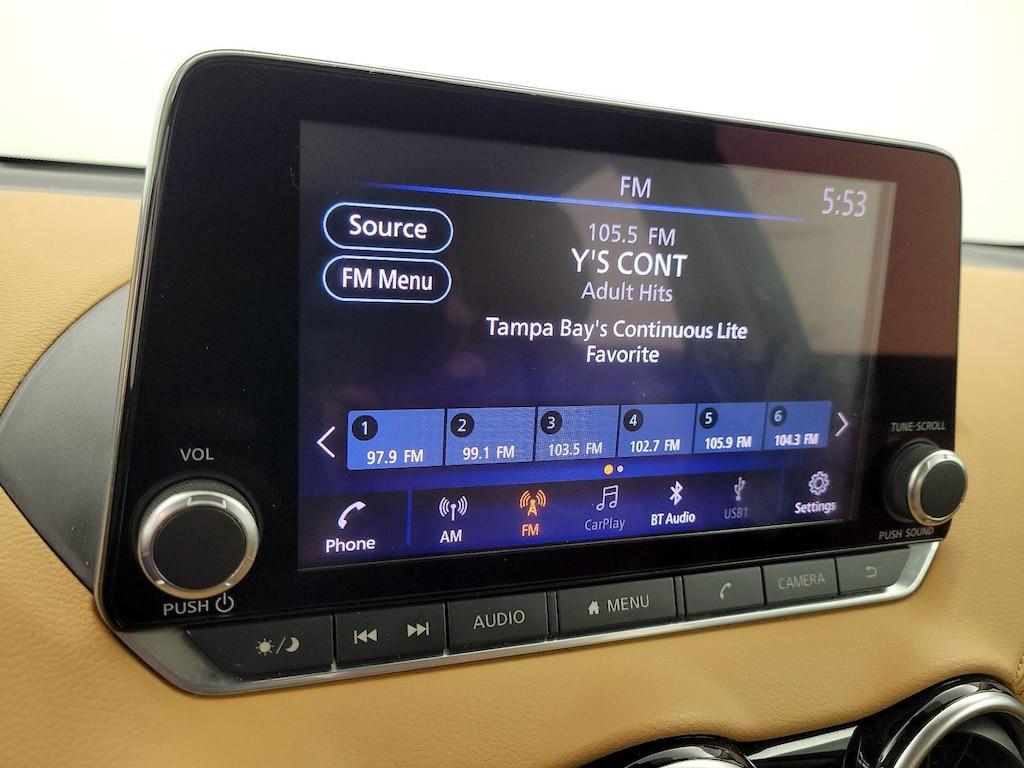 FM
5:53
Source
FM Menu
105.5 FM
Y'S CONT
Adult Hits
Tampa Bay's Continuous Lite
Favorite
1 97.9 FM
2 99.1 FM
3 103.5 FM
4 102.7 FM
5 105.9 FM
6 104.3 FM
Phone
AM
FM
CarPlay
BT Audio
USB1
Settings
VOL
PUSH
TUNE·SCROLL
PUSH SOUND
AUDIO
MENU
CAMERA